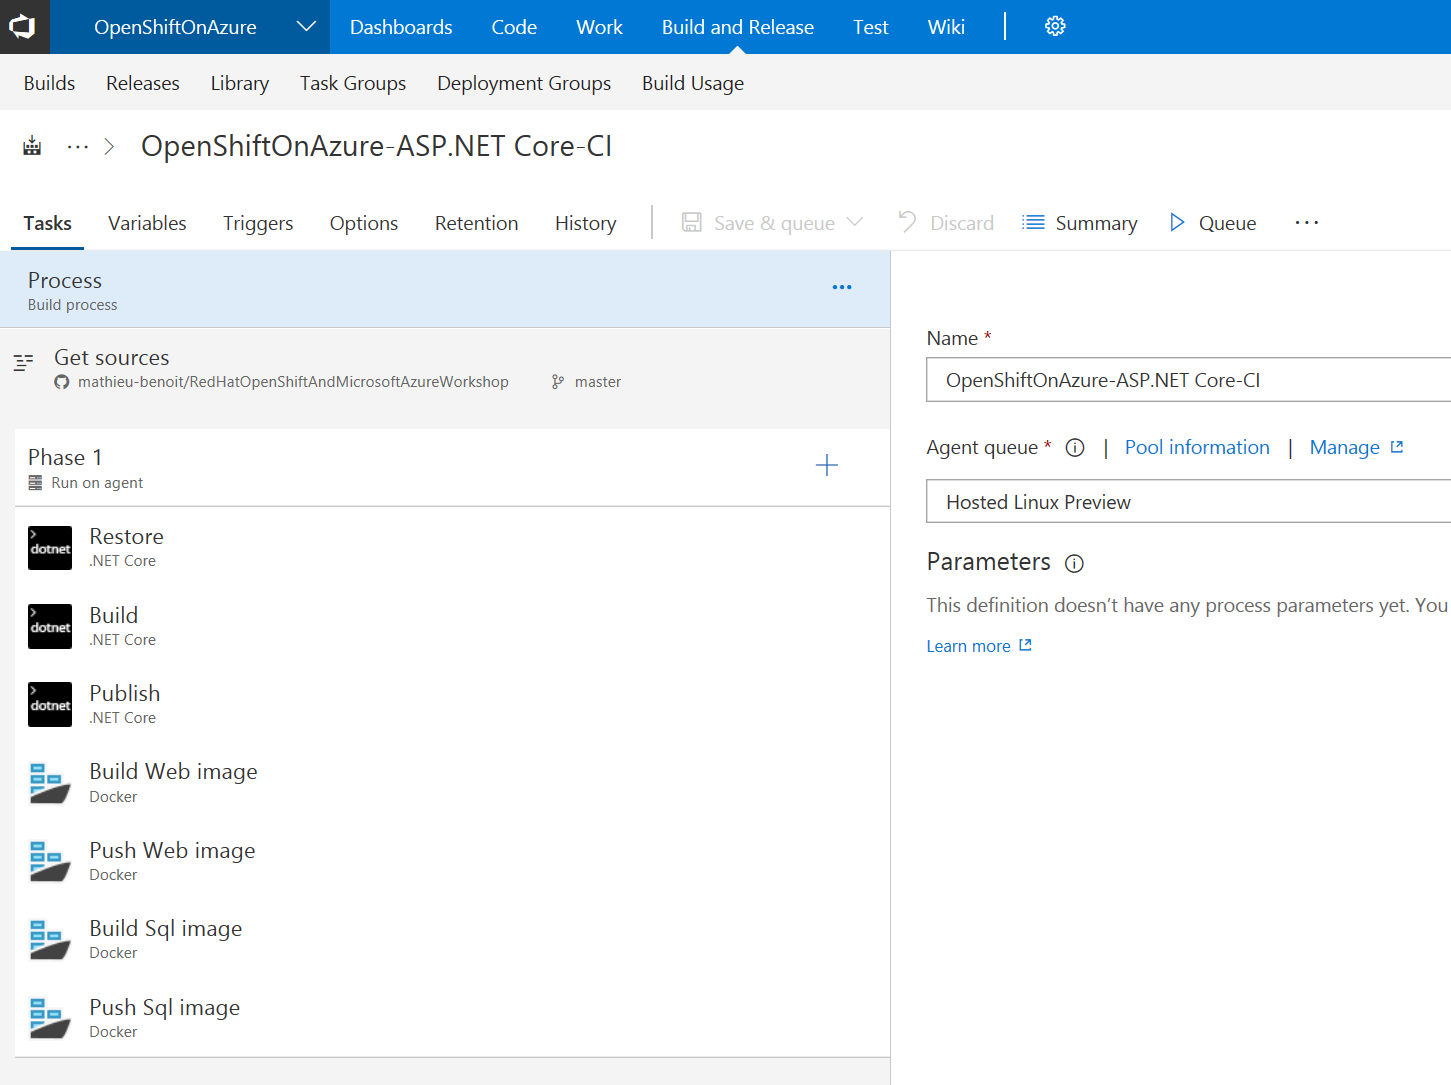 OpenShiftOnAzure Dashboards Code Work Build and Release Test Wiki
Builds Releases Library Task Groups Deployment Groups Build Usage
... > OpenShiftOnAzure-ASP.NET Core-CI
Tasks Variables Triggers Options Retention History Save & queue Discard Summary Queue ...
Process
Build process
Get sources
mathieu-benoit/RedHatOpenShiftAndMicrosoftAzureWorkshop master
Phase 1
Run on agent
dotnet Restore
.NET Core
dotnet Build
.NET Core
dotnet Publish
.NET Core
Build Web image
Docker
Push Web image
Docker
Build Sql image
Docker
Push Sql image
Docker
Name *
OpenShiftOnAzure-ASP.NET Core-CI
Agent queue * | Pool information | Manage
Hosted Linux Preview
Parameters
This definition doesn’t have any process parameters yet. You
Learn more